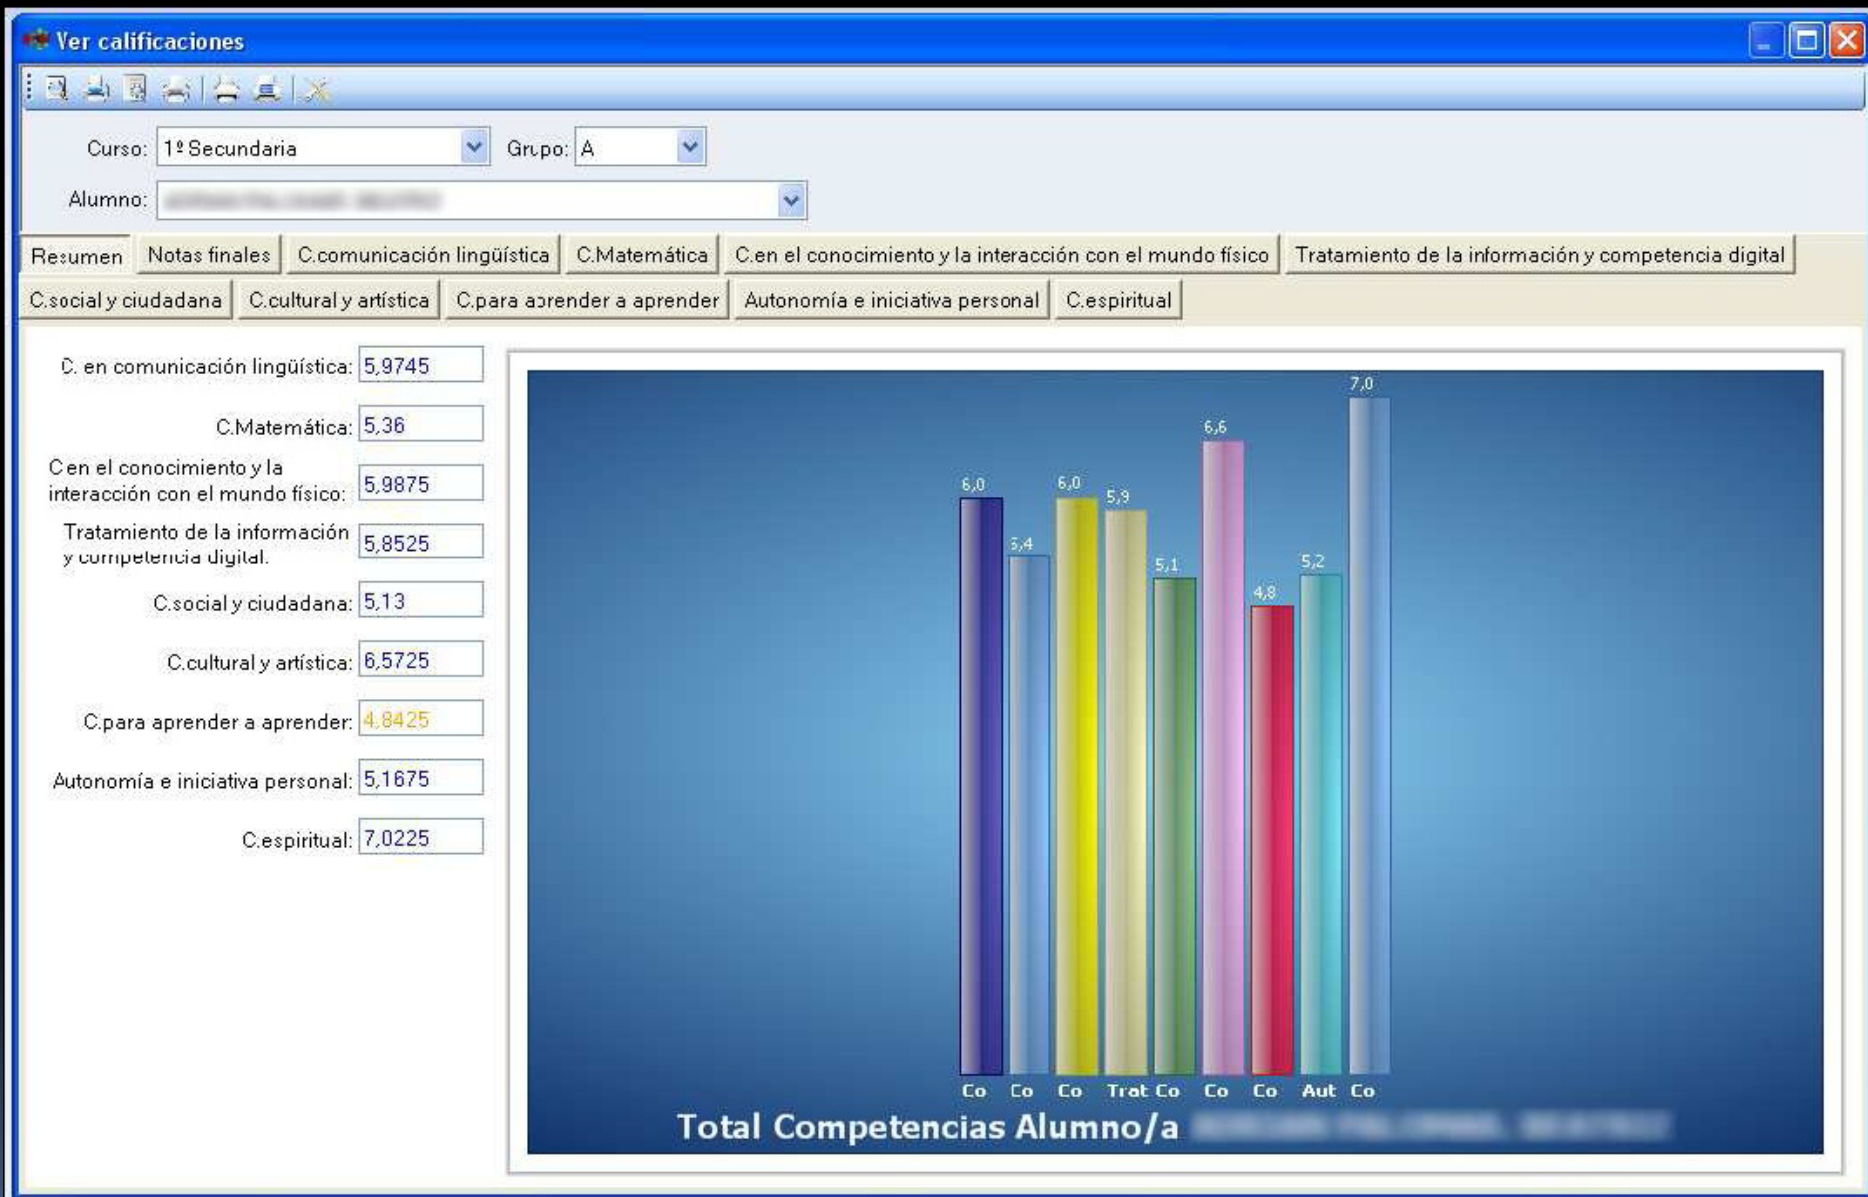 Ver calificaciones
Curso: 1º Secundaria Grupo: A
Alumno:
Resumen Notas finales C.comunicación lingüística C.Matemática C.en el conocimiento y la interacción con el mundo físico Tratamiento de la información y competencia digital
C.social y ciudadana C.cultural y artística C.para aprender a aprender Autonomía e iniciativa personal C.espiritual
C. en comunicación lingüística: 5,9745
C.Matemática: 5,36
C en el conocimiento y la
interacción con el mundo físico: 5,9875
Tratamiento de la información
y competencia digital. 5,8525
C.social y ciudadana: 5,13
C.cultural y artística: 6,5725
C.para aprender a aprender: 4,8425
Autonomía e iniciativa personal: 5,1675
C.espiritual: 7,0225
7,0
6,6
6,0 6,0 5,9
5,4 5,1 5,2
4,8
Co Co Co Trat Co Co Co Aut Co
Total Competencias Alumno/a